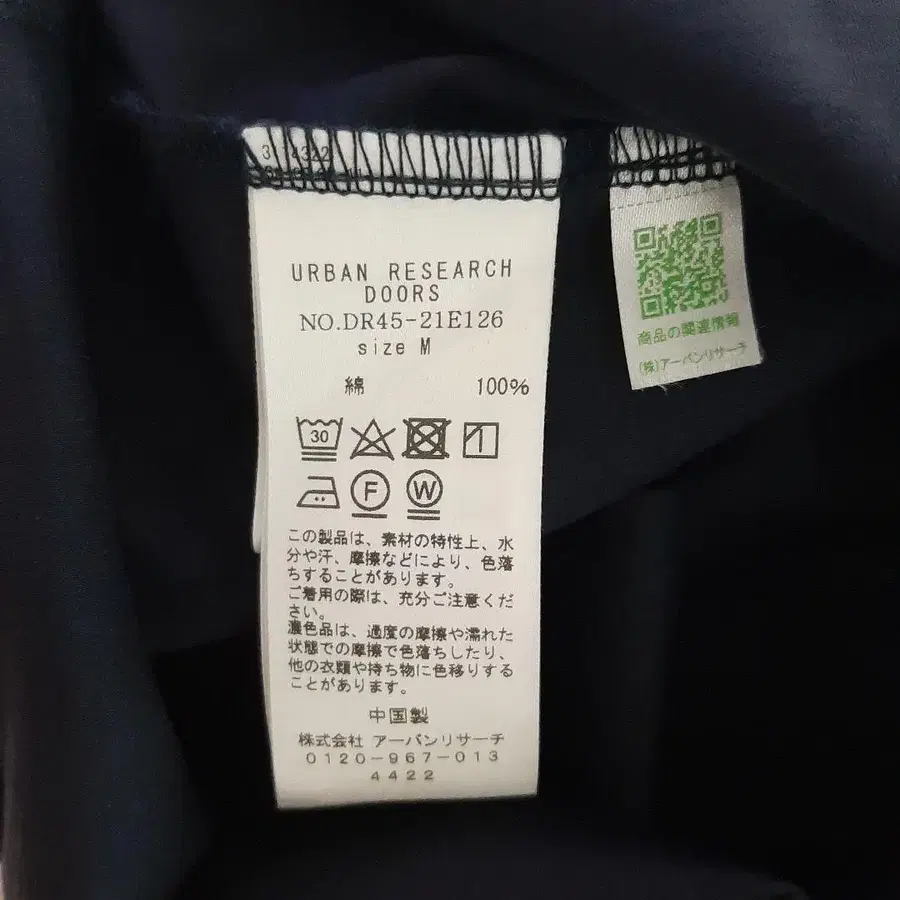 URBAN RESEARCH
DOORS
NO.DR45-21E126
size M
綿 100%
30
F
W
この製品は、素材の特性上、水
分や汗、摩擦などにより、色落
ちすることがあります。
ご着用の際は、充分ご注意くだ
さい。
濃色品は、過度の摩擦や濡れた
状態での摩擦で色落ちしたり、
他の衣類や持ち物に色移りする
ことがあります。
中国製
株式会社 アーバンリサーチ
0120-967-013
4422
商品の関連情報
(株)アーバンリサーチ